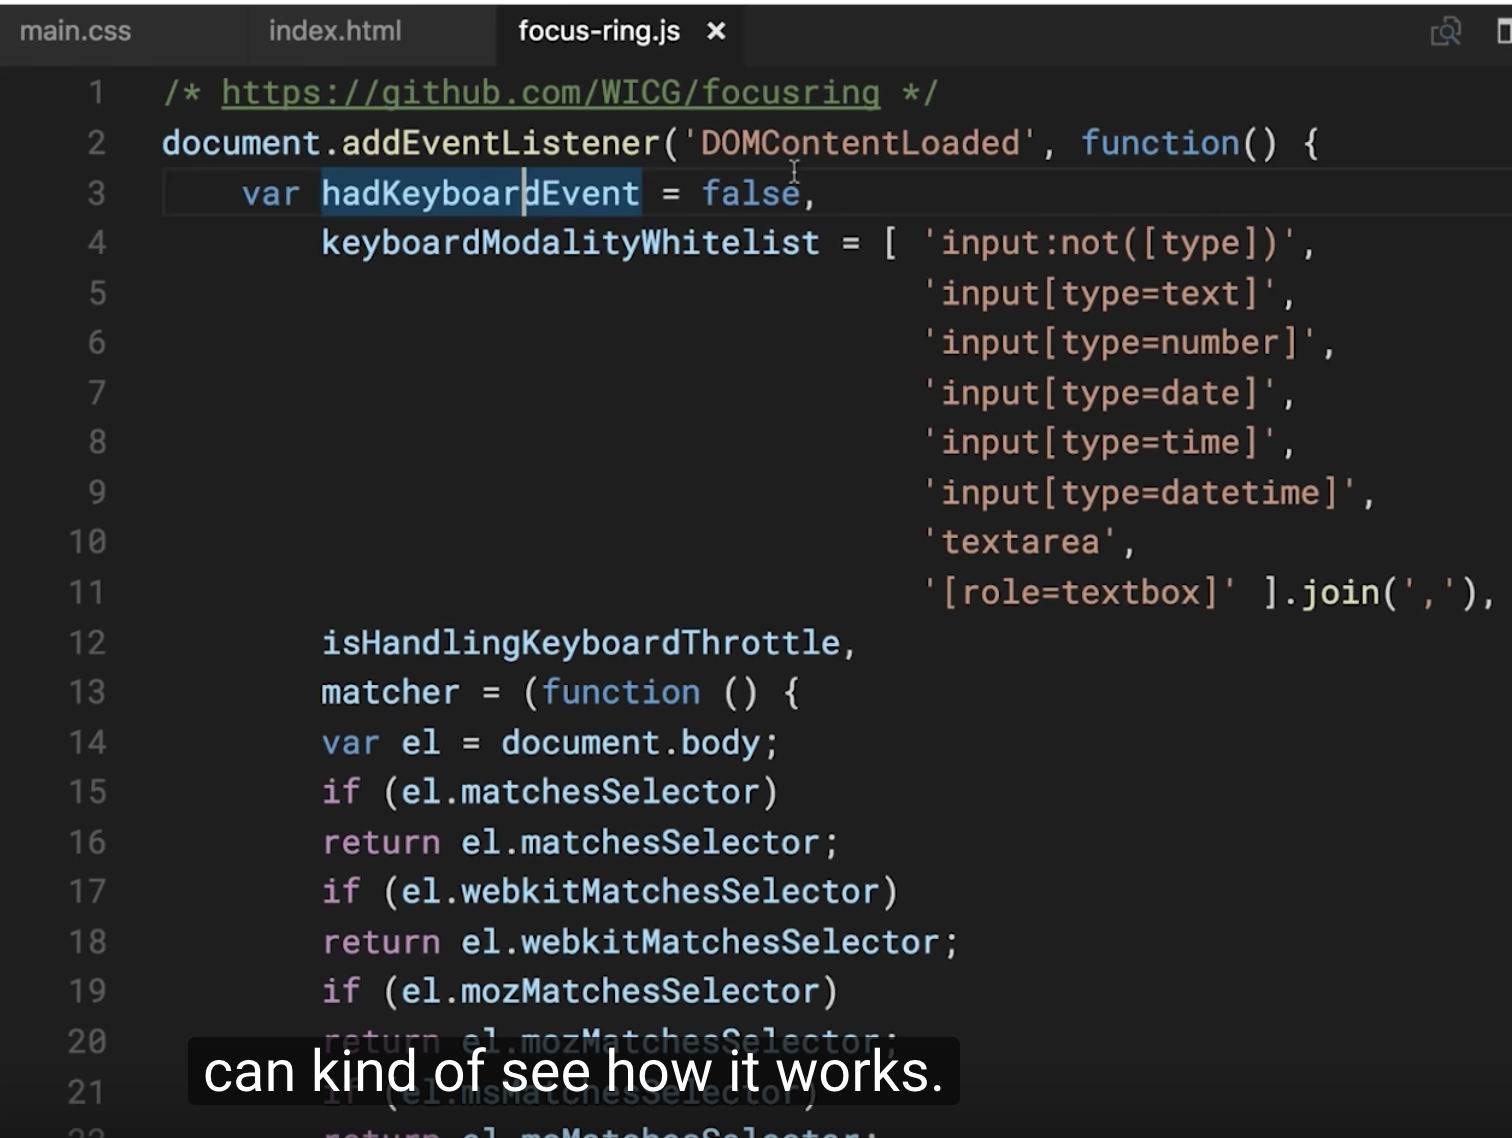 main.css index.html focus-ring.js ×
1 /* https://github.com/WICG/focusring */
2 document.addEventListener('DOMContentLoaded', function() {
3 var hadKeyboardEvent = false,
4 keyboardModalityWhitelist = [ 'input:not([type])',
5 'input[type=text]',
6 'input[type=number]',
7 'input[type=date]',
8 'input[type=time]',
9 'input[type=datetime]',
10 'textarea',
11 '[role=textbox]' ].join(','),
12 isHandlingKeyboardThrottle,
13 matcher = (function () {
14 var el = document.body;
15 if (el.matchesSelector)
16 return el.matchesSelector;
17 if (el.webkitMatchesSelector)
18 return el.webkitMatchesSelector;
19 if (el.mozMatchesSelector)
20 return el.mozMatchesSelector;
can kind of see how it works.
21 if (el.msMatchesSelector)
22 return el.msMatchesSelector;